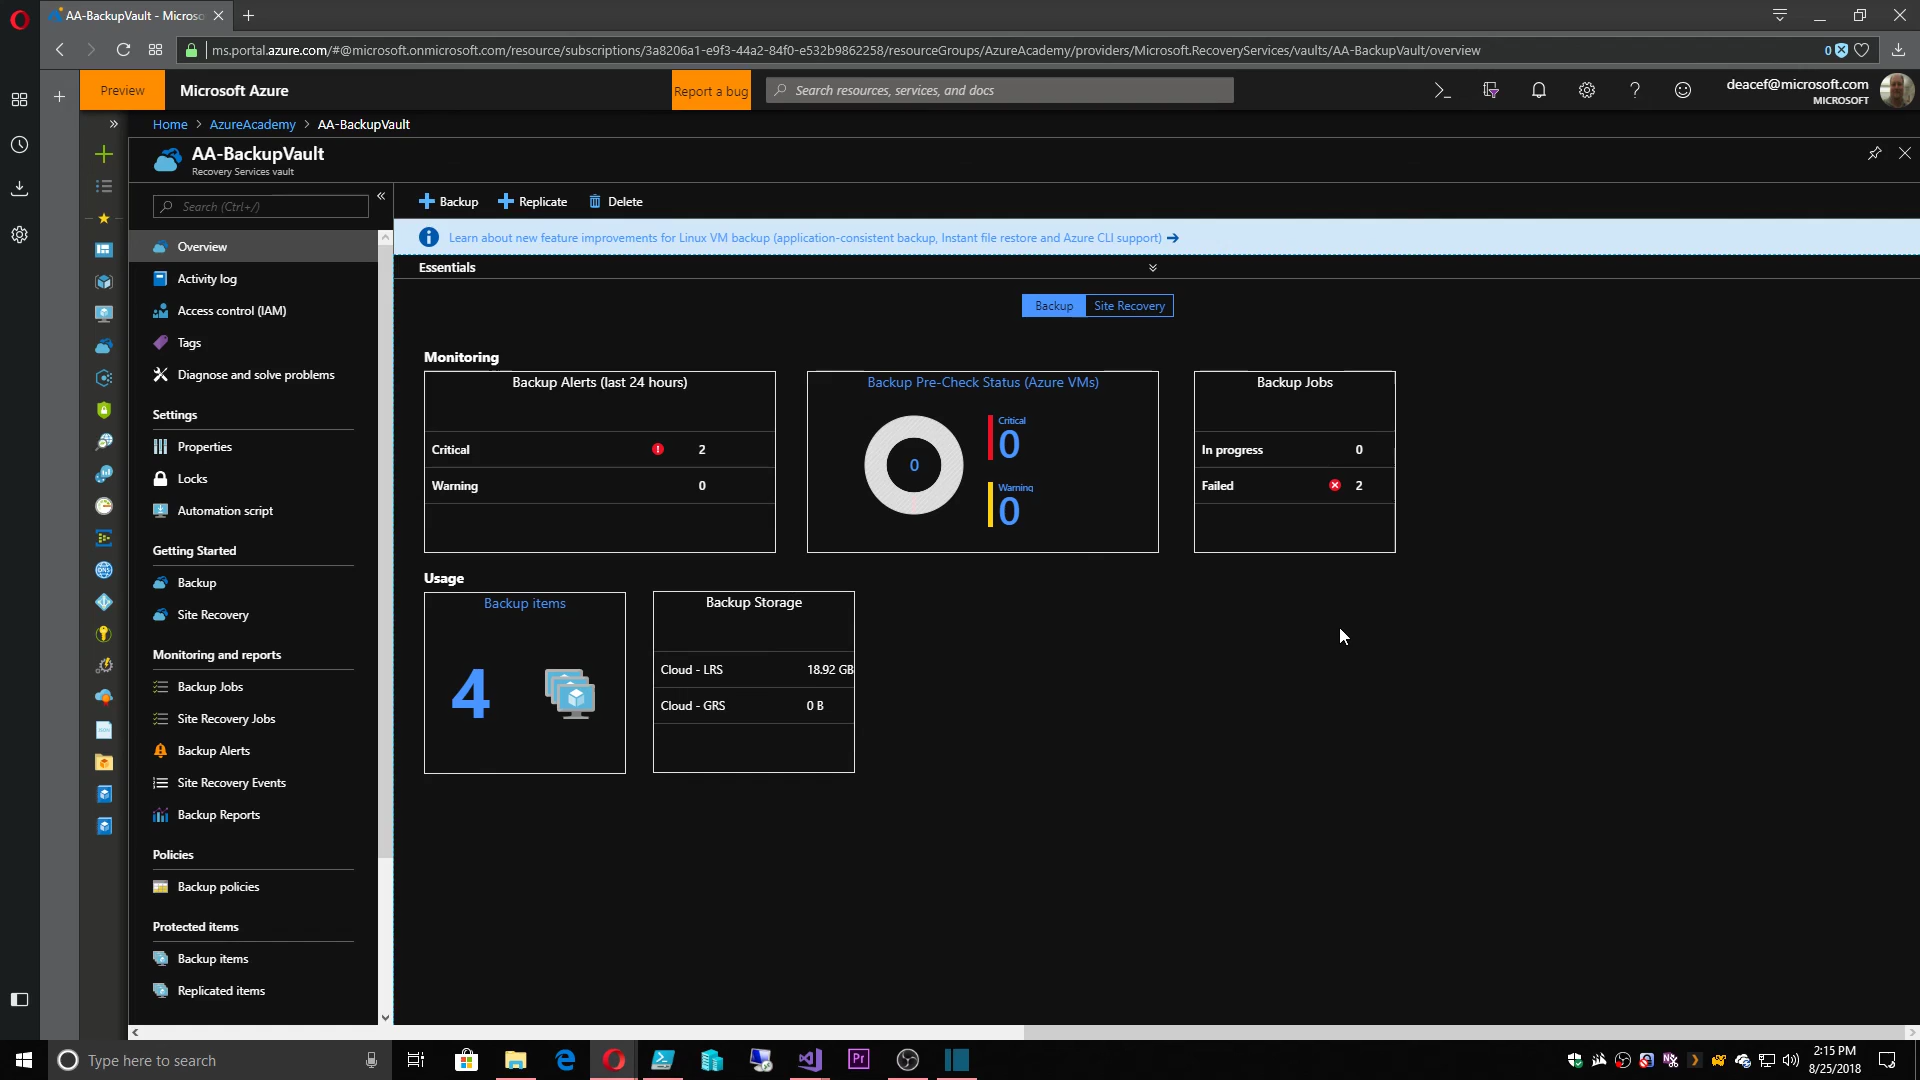 AA-BackupVault - Microso
ms.portal.azure.com/#@microsoft.onmicrosoft.com/resource/subscriptions/3a8206a1-e9f3-44a2-84f0-e532b9862258/resourceGroups/AzureAcademy/providers/Microsoft.RecoveryServices/vaults/AA-BackupVault/overview
0
Preview
Microsoft Azure
Report a bug
Search resources, services, and docs
deacef@microsoft.com
MICROSOFT
Home > AzureAcademy > AA-BackupVault
AA-BackupVault
Recovery Services vault
Search (Ctrl+/)
Overview
Activity log
Access control (IAM)
Tags
Diagnose and solve problems
Settings
Properties
Locks
Automation script
Getting Started
Backup
Site Recovery
Monitoring and reports
Backup Jobs
Site Recovery Jobs
Backup Alerts
Site Recovery Events
Backup Reports
Policies
Backup policies
Protected items
Backup items
Replicated items
Backup Replicate Delete
Learn about new feature improvements for Linux VM backup (application-consistent backup, Instant file restore and Azure CLI support)
Essentials
Backup Site Recovery
Monitoring
Backup Alerts (last 24 hours)
Critical 2
Warning 0
Backup Pre-Check Status (Azure VMs)
0
Critical
0
Warning
0
Backup Jobs
In progress 0
Failed 2
Usage
Backup items
4
Backup Storage
Cloud - LRS 18.92 GB
Cloud - GRS 0 B
DNS
Type here to search
Pr
2:15 PM
8/25/2018